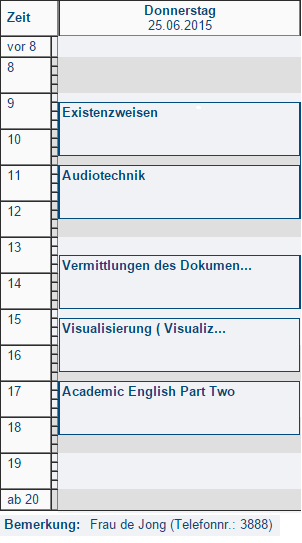 Zeit
Donnerstag
25.06.2015
vor 8
8
9
Existenzweisen
10
11
Audiotechnik
12
13
Vermittlungen des Dokumen...
14
15
Visualisierung ( Visualiz...
16
17
Academic English Part Two
18
19
ab 20
Bemerkung: Frau de Jong (Telefonnr.: 3888)